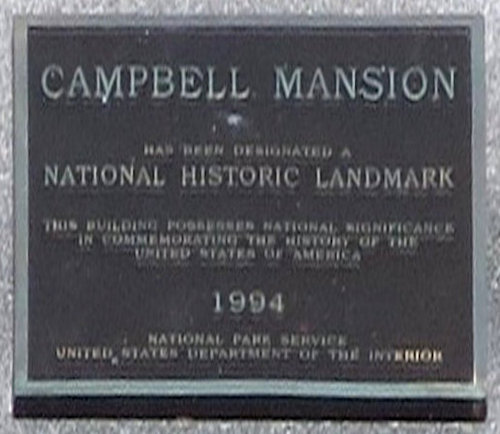 CAMPBELL MANSION
HAS BEEN DESIGNATED A
NATIONAL HISTORIC LANDMARK
THIS BUILDING POSSESSES NATIONAL SIGNIFICANCE
IN COMMEMORATING THE HISTORY OF THE
UNITED STATES OF AMERICA
1994
NATIONAL PARK SERVICE
UNITED STATES DEPARTMENT OF THE INTERIOR